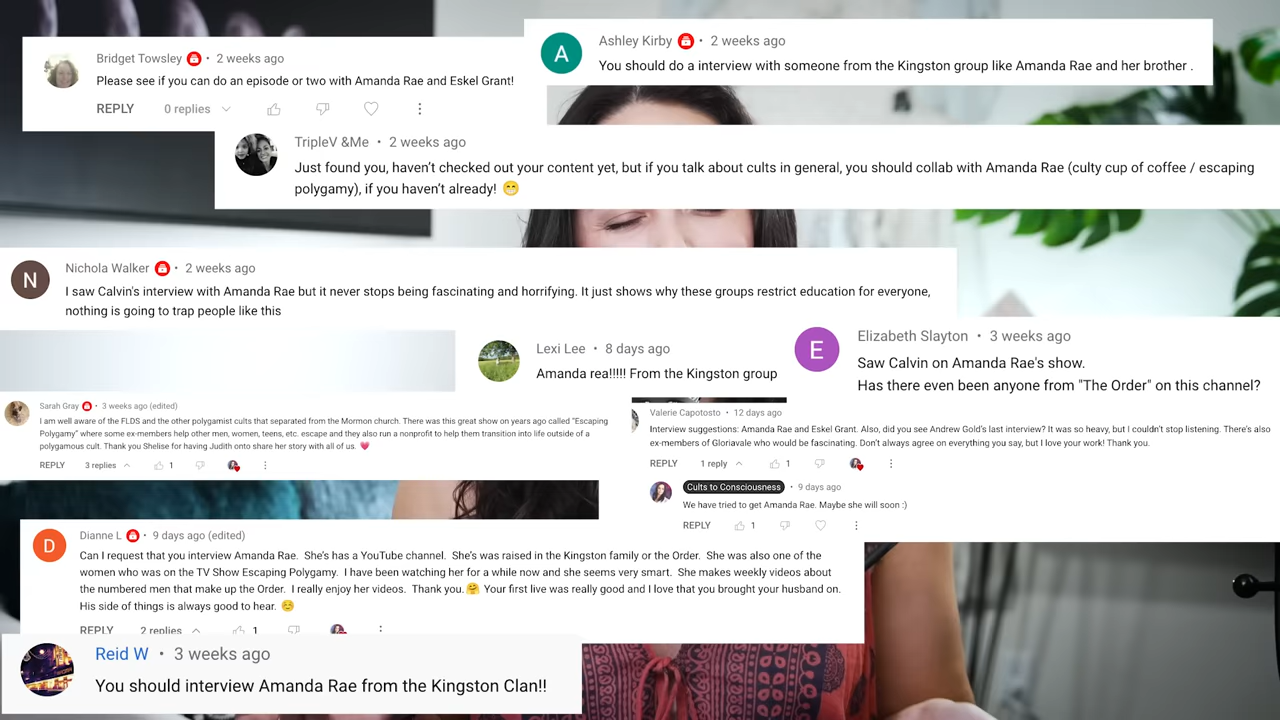 Bridget Towsley • 2 weeks ago
Please see if you can do an episode or two with Amanda Rae and Eskel Grant!
REPLY 0 replies
A
Ashley Kirby • 2 weeks ago
You should do a interview with someone from the Kingston group like Amanda Rae and her brother .
TripleV &Me • 2 weeks ago
Just found you, haven't checked out your content yet, but if you talk about cults in general, you should collab with Amanda Rae (culty cup of coffee / escaping
polygamy), if you haven't already! 😁
N
Nichola Walker • 2 weeks ago
I saw Calvin's interview with Amanda Rae but it never stops being fascinating and horrifying. It just shows why these groups restrict education for everyone,
nothing is going to trap people like this
Lexi Lee • 8 days ago
Amanda rea!!!!! From the Kingston group
E
Elizabeth Slayton • 3 weeks ago
Saw Calvin on Amanda Rae's show.
Has there even been anyone from "The Order" on this channel?
Sarah Gray • 3 weeks ago (edited)
I am well aware of the FLDS and the other polygamist cults that separated from the Mormon church. There was this great show on years ago called "Escaping
Polygamy" where some ex-members help other men, women, teens, etc. escape and they also run a nonprofit to help them transition into life outside of a
polygamous cult. Thank you Shelise for having Judith onto share her story with all of us. 💗
REPLY 3 replies 1
Valerie Capotosto • 12 days ago
Interview suggestions: Amanda Rae and Eskel Grant. Also, did you see Andrew Gold's last interview? It was so heavy, but I couldn't stop listening. There's also
ex-members of Gloriavale who would be fascinating. Don't always agree on everything you say, but I love your work! Thank you.
REPLY 1 reply 1
Cults to Consciousness • 9 days ago
We have tried to get Amanda Rae. Maybe she will soon :)
REPLY 1
D
Dianne L • 9 days ago (edited)
Can I request that you interview Amanda Rae. She's has a YouTube channel. She's was raised in the Kingston family or the Order. She was also one of the
women who was on the TV Show Escaping Polygamy. I have been watching her for a while now and she seems very smart. She makes weekly videos about
the numbered men that make up the Order. I really enjoy her videos. Thank you.🤗 Your first live was really good and I love that you brought your husband on.
His side of things is always good to hear. ☺️
REPLY 2 replies 1
Reid W • 3 weeks ago
You should interview Amanda Rae from the Kingston Clan!!